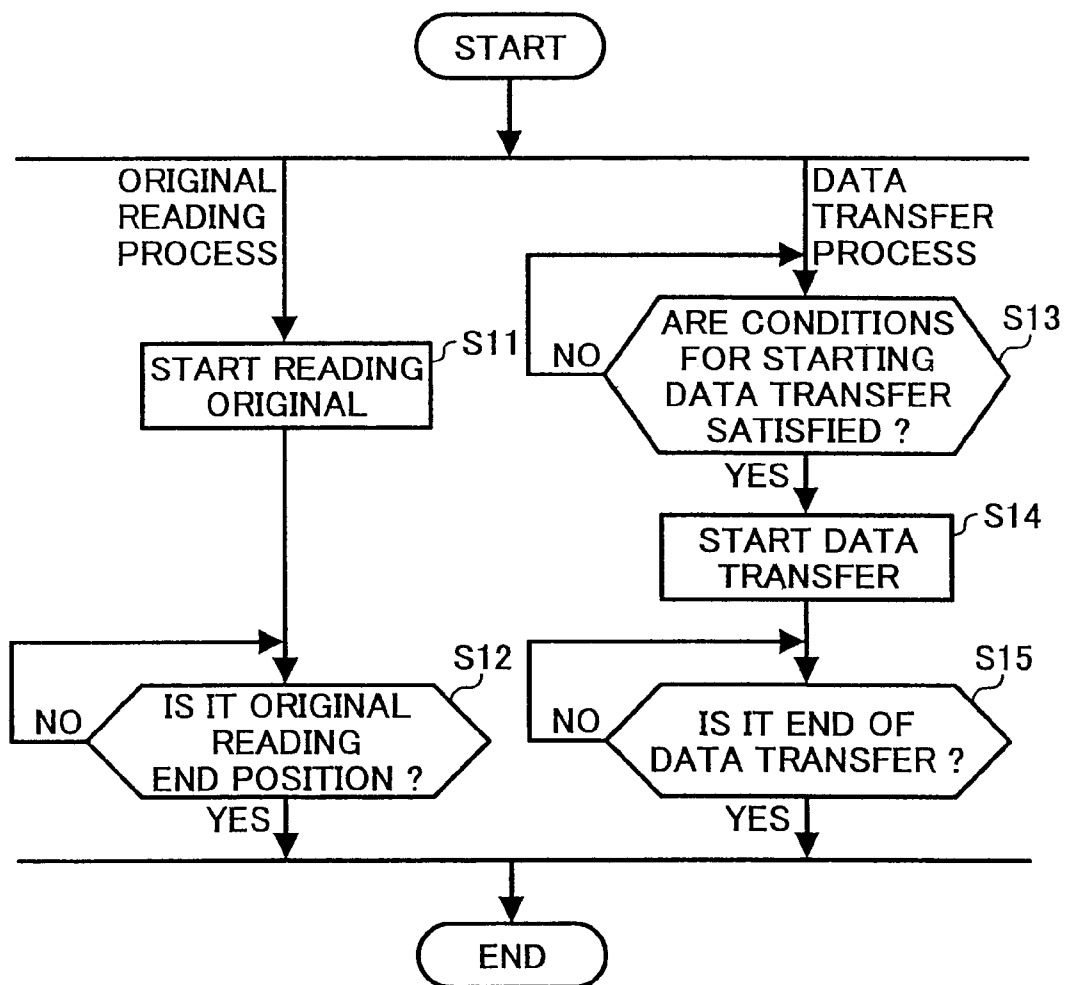 START
ORIGINAL
READING
PROCESS
DATA
TRANSFER
PROCESS
S11
START READING
ORIGINAL
S13
ARE CONDITIONS
FOR STARTING
DATA TRANSFER
SATISFIED ?
NO
YES
S14
START DATA
TRANSFER
S12
IS IT ORIGINAL
READING
END POSITION ?
NO
YES
S15
IS IT END OF
DATA TRANSFER ?
NO
YES
END